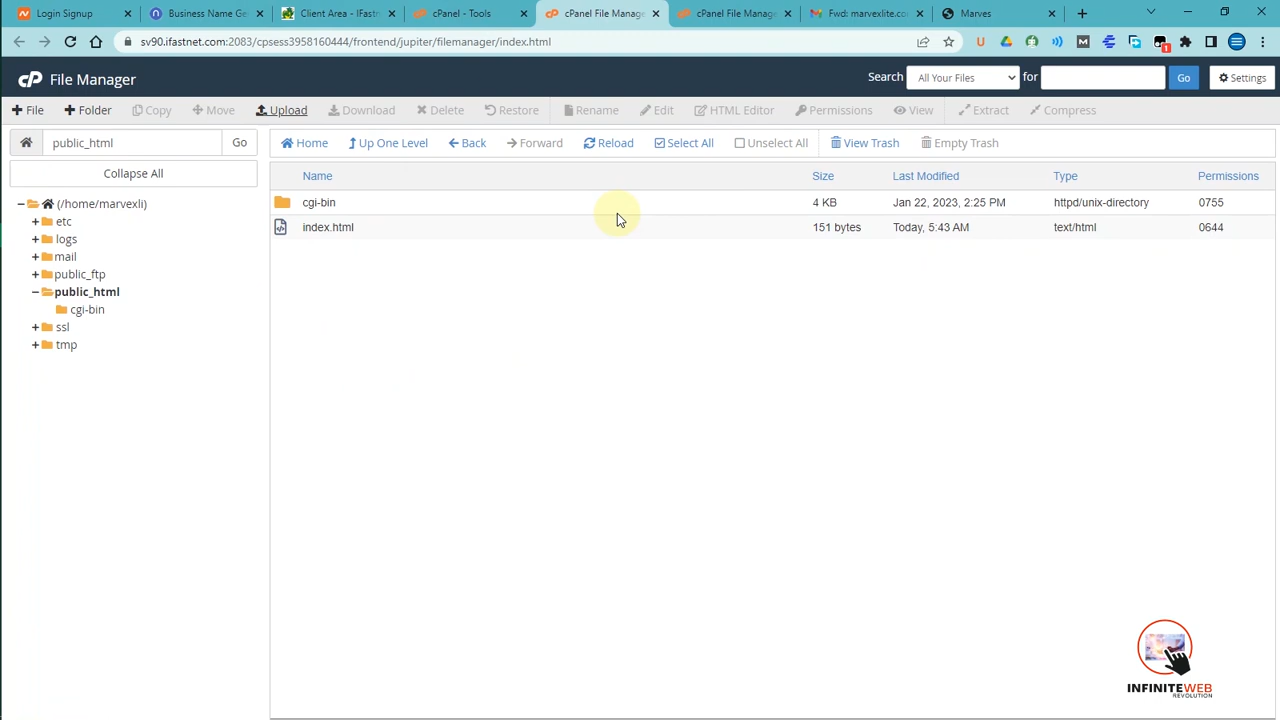 Login Signup
Business Name Ge
Client Area - iFastn
cPanel - Tools
cPanel File Manage
cPanel File Manage
Fwd: marvexlite.co
Marves
sv90.ifastnet.com:2083/cpsess3958160444/frontend/jupiter/filemanager/index.html
File Manager
Search All Your Files for Go Settings
File Folder Copy Move Upload Download Delete Restore Rename Edit HTML Editor Permissions View Extract Compress
public_html Go
Home Up One Level Back Forward Reload Select All Unselect All View Trash Empty Trash
Collapse All
Name Size Last Modified Type Permissions
cgi-bin 4 KB Jan 22, 2023, 2:25 PM httpd/unix-directory 0755
index.html 151 bytes Today, 5:43 AM text/html 0644
(/home/marvexli)
etc
logs
mail
public_ftp
public_html
cgi-bin
ssl
tmp
INFINITEWEB
REVOLUTION